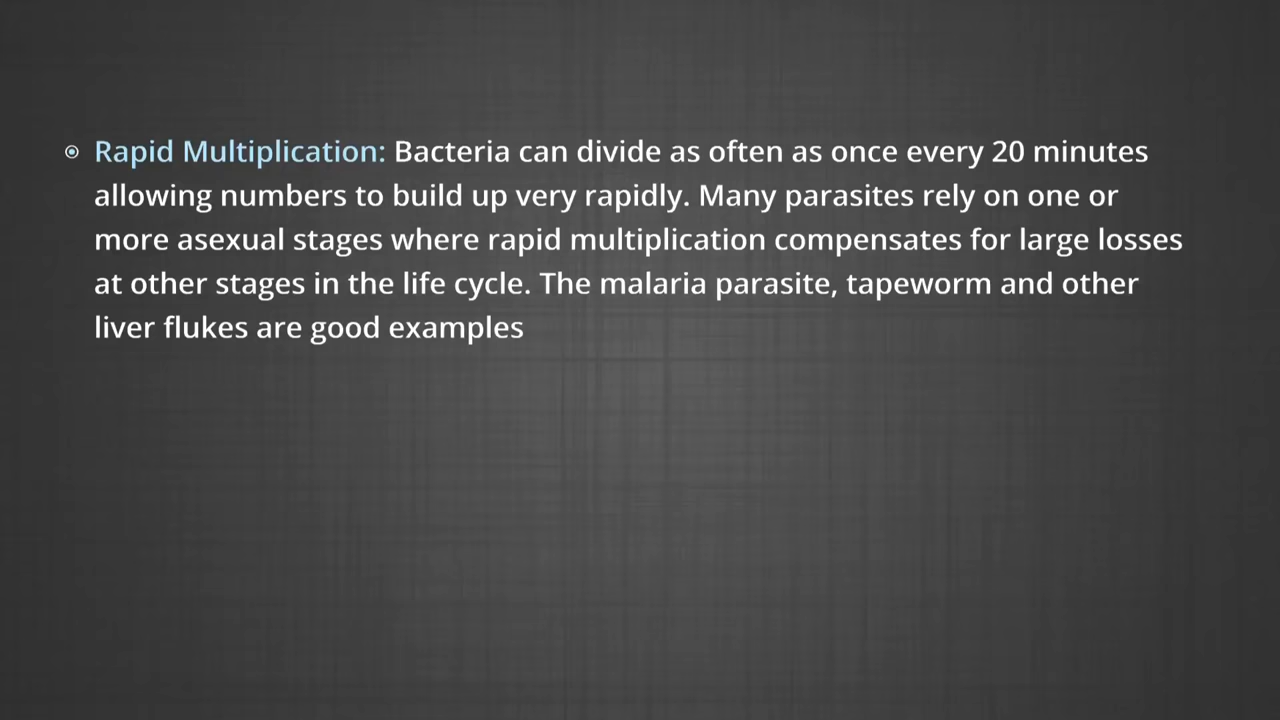 Rapid Multiplication: Bacteria can divide as often as once every 20 minutes
allowing numbers to build up very rapidly. Many parasites rely on one or
more asexual stages where rapid multiplication compensates for large losses
at other stages in the life cycle. The malaria parasite, tapeworm and other
liver flukes are good examples